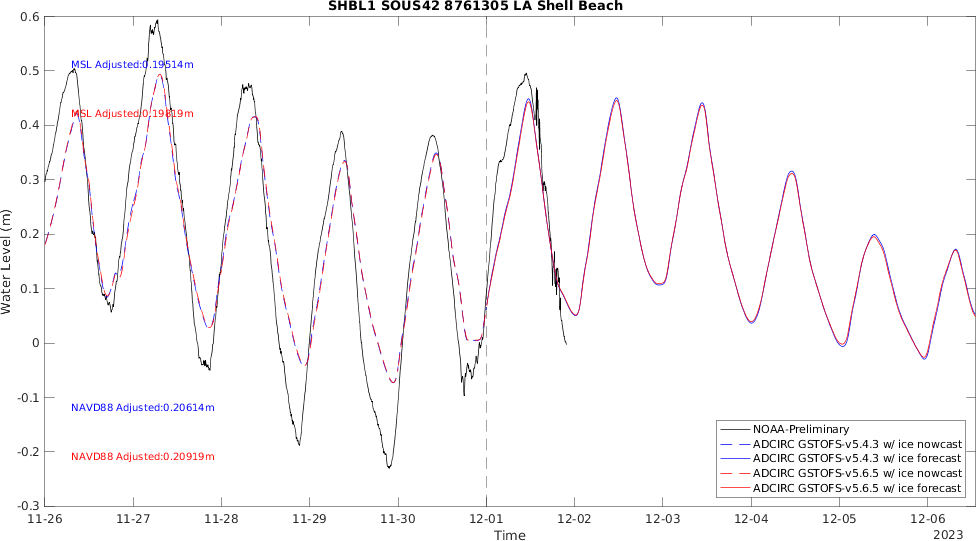 SHBL1 SOUS42 8761305 LA Shell Beach
Water Level (m)
0.6
0.5
0.4
0.3
0.2
0.1
0
-0.1
-0.2
-0.3
MSL Adjusted:0.19514m
MSL Adjusted:0.19819m
NAVD88 Adjusted:0.20614m
NAVD88 Adjusted:0.20919m
NOAA-Preliminary
ADCIRC GSTOFS-v5.4.3 w/ ice nowcast
ADCIRC GSTOFS-v5.4.3 w/ ice forecast
ADCIRC GSTOFS-v5.6.5 w/ ice nowcast
ADCIRC GSTOFS-v5.6.5 w/ ice forecast
11-26 11-27 11-28 11-29 11-30 12-01 12-02 12-03 12-04 12-05 12-06
Time
2023